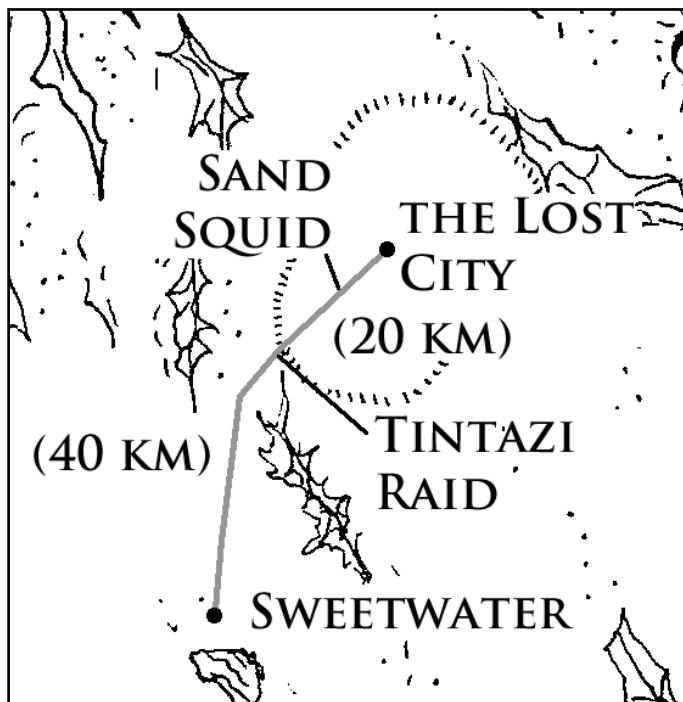 Sand
Squid
the Lost
City
(20 km)
(40 km)
Tintazi
Raid
Sweetwater